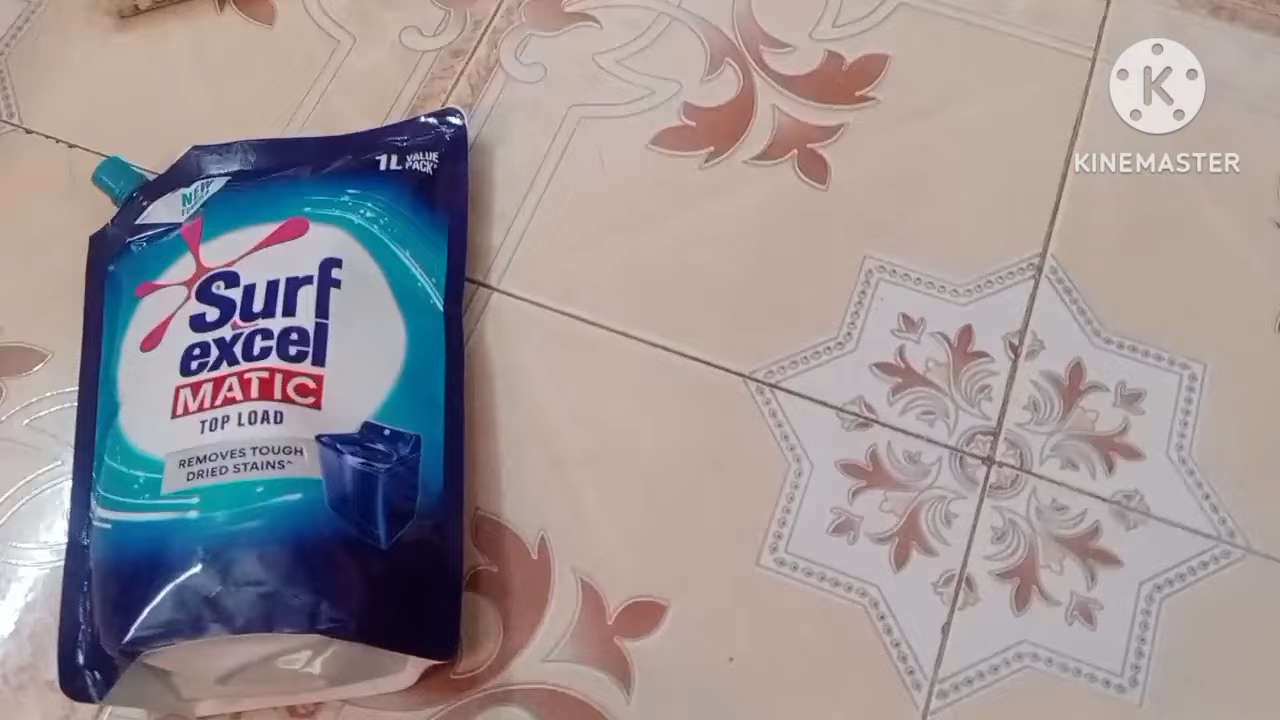 1L VALUE
PACK*
NEW
Surf
excel
MATIC
TOP LOAD
REMOVES TOUGH
DRIED STAINS^
K
KINEMASTER